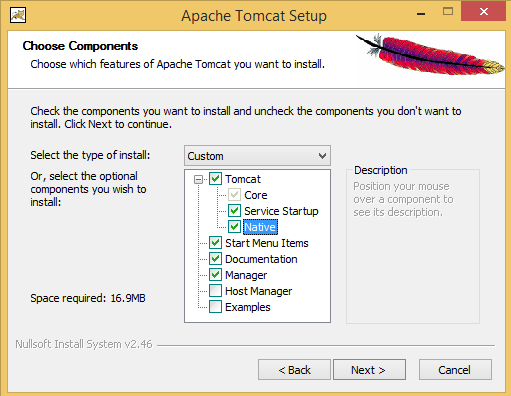 Apache Tomcat Setup
Choose Components
Choose which features of Apache Tomcat you want to install.
Check the components you want to install and uncheck the components you don't want to
install. Click Next to continue.
Select the type of install:
Custom
Or, select the optional
components you wish to
install:
Tomcat
Core
Service Startup
Native
Start Menu Items
Documentation
Manager
Host Manager
Examples
Description
Position your mouse
over a component to
see its description.
Space required: 16.9MB
Nullsoft Install System v2.46
< Back
Next >
Cancel